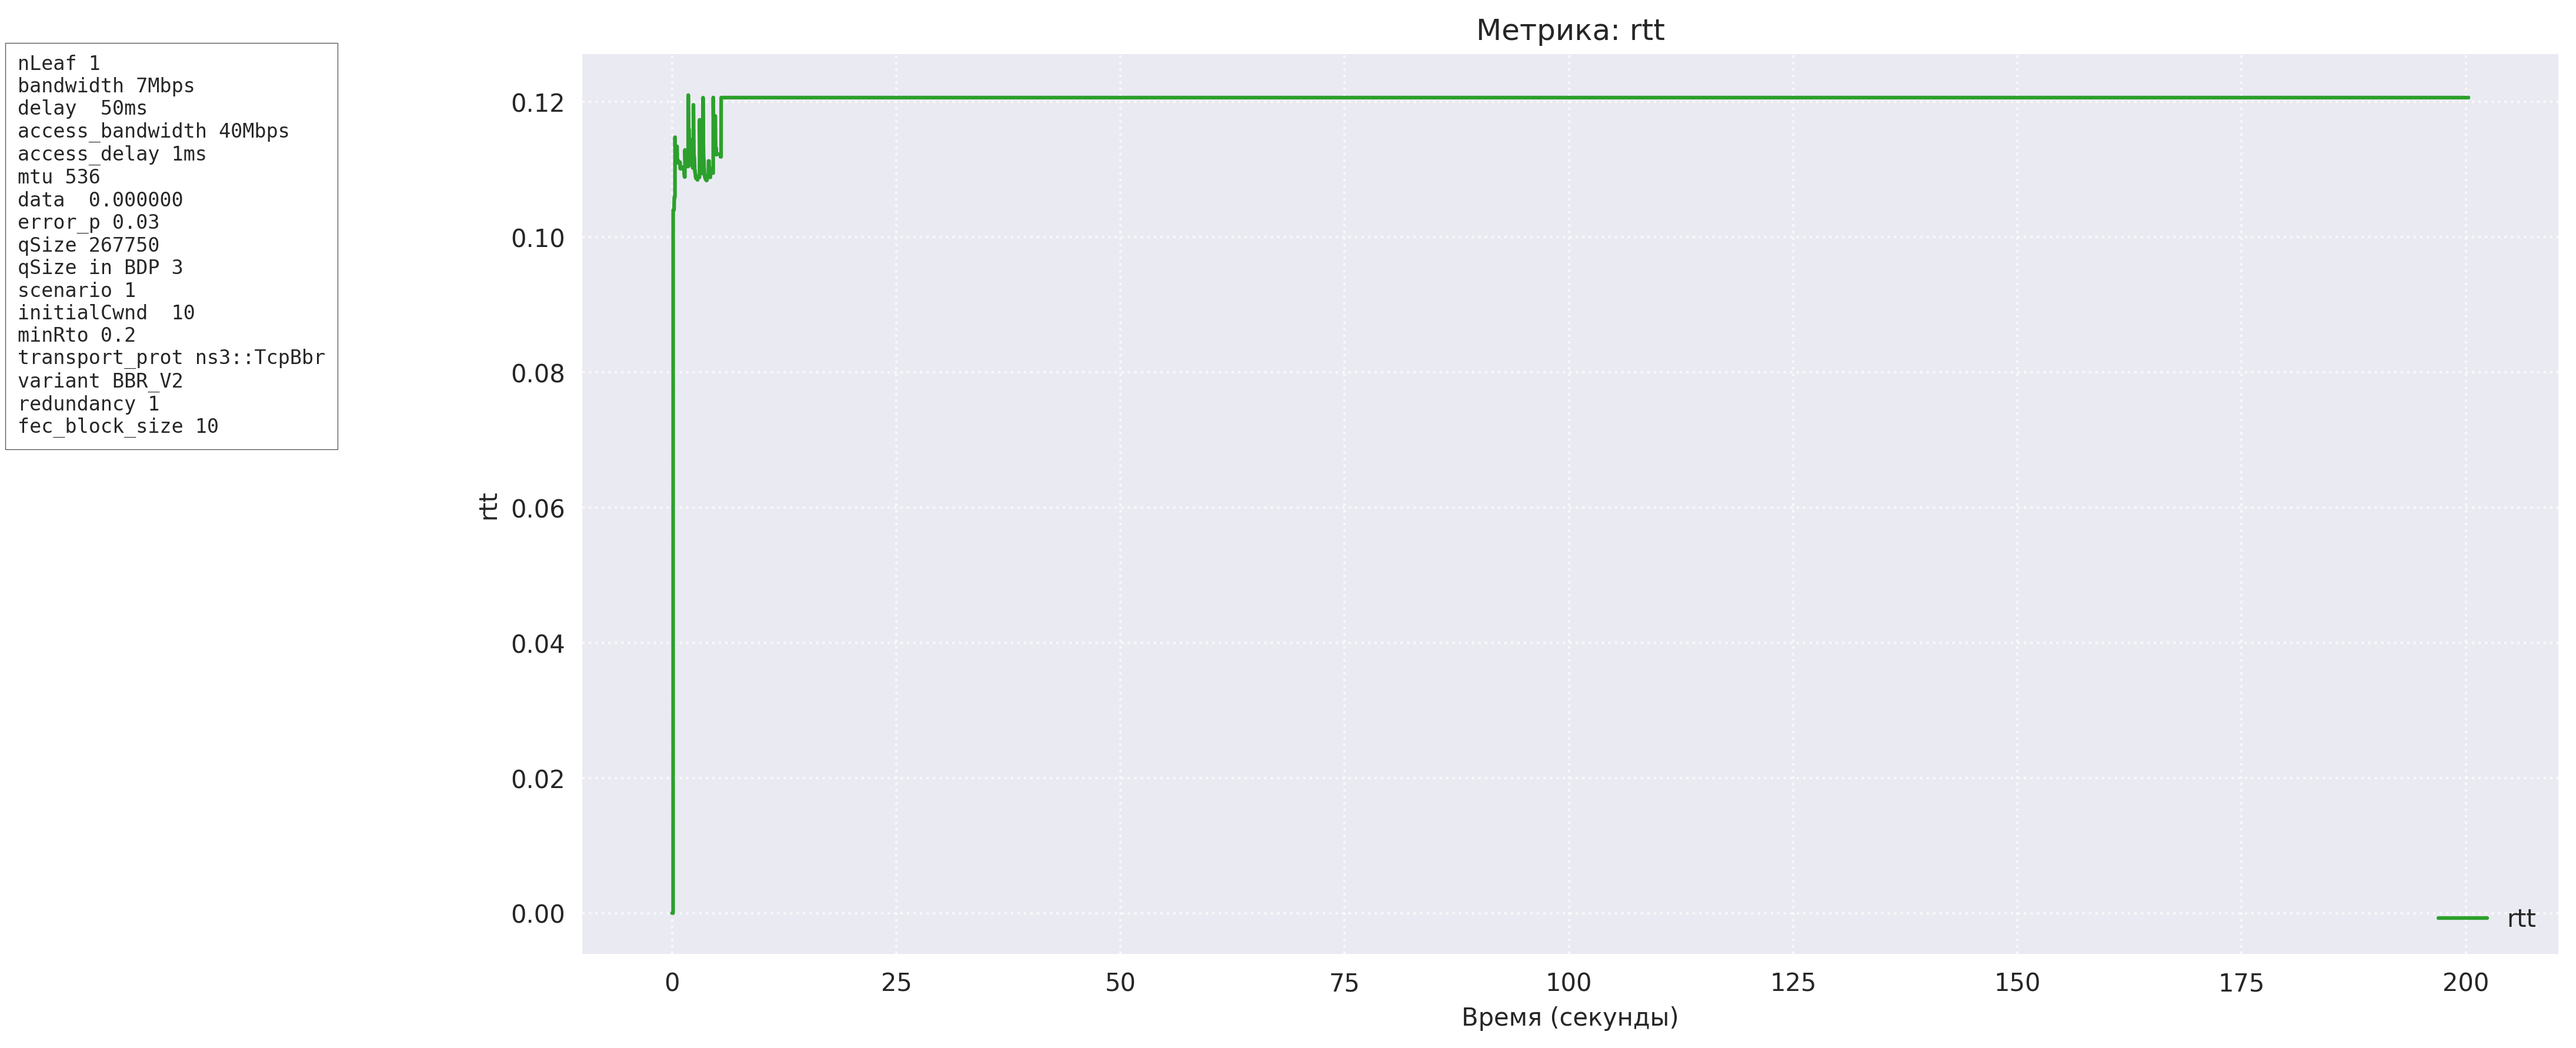 Метрика: rtt
nLeaf 1
bandwidth 7Mbps
delay  50ms
access_bandwidth 40Mbps
access_delay 1ms
mtu 536
data  0.000000
error_p 0.03
qSize 267750
qSize in BDP 3
scenario 1
initialCwnd  10
minRto 0.2
transport_prot ns3::TcpBbr
variant BBR_V2
redundancy 1
fec_block_size 10
rtt
0.12
0.10
0.08
0.06
0.04
0.02
0.00
rtt
0 25 50 75 100 125 150 175 200
Время (секунды)